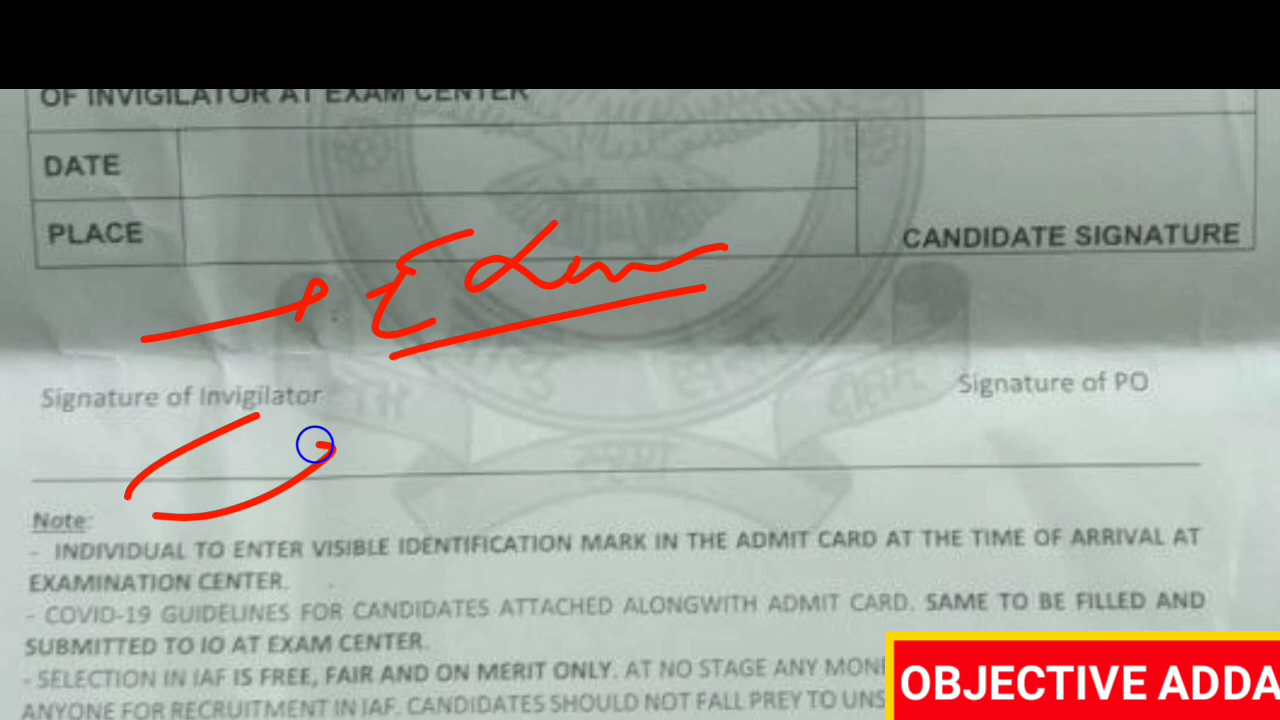 OF INVIGILATOR AT EXAM CENTER
DATE
PLACE
CANDIDATE SIGNATURE
Signature of Invigilator
Signature of PO
Note:
- INDIVIDUAL TO ENTER VISIBLE IDENTIFICATION MARK IN THE ADMIT CARD AT THE TIME OF ARRIVAL AT
EXAMINATION CENTER.
- COVID-19 GUIDELINES FOR CANDIDATES ATTACHED ALONGWITH ADMIT CARD. SAME TO BE FILLED AND
SUBMITTED TO IO AT EXAM CENTER.
- SELECTION IN IAF IS FREE, FAIR AND ON MERIT ONLY. AT NO STAGE ANY
ANYONE FOR RECRUITMENT IN IAF. CANDIDATES SHOULD NOT FALL PREY TO
OBJECTIVE ADDA